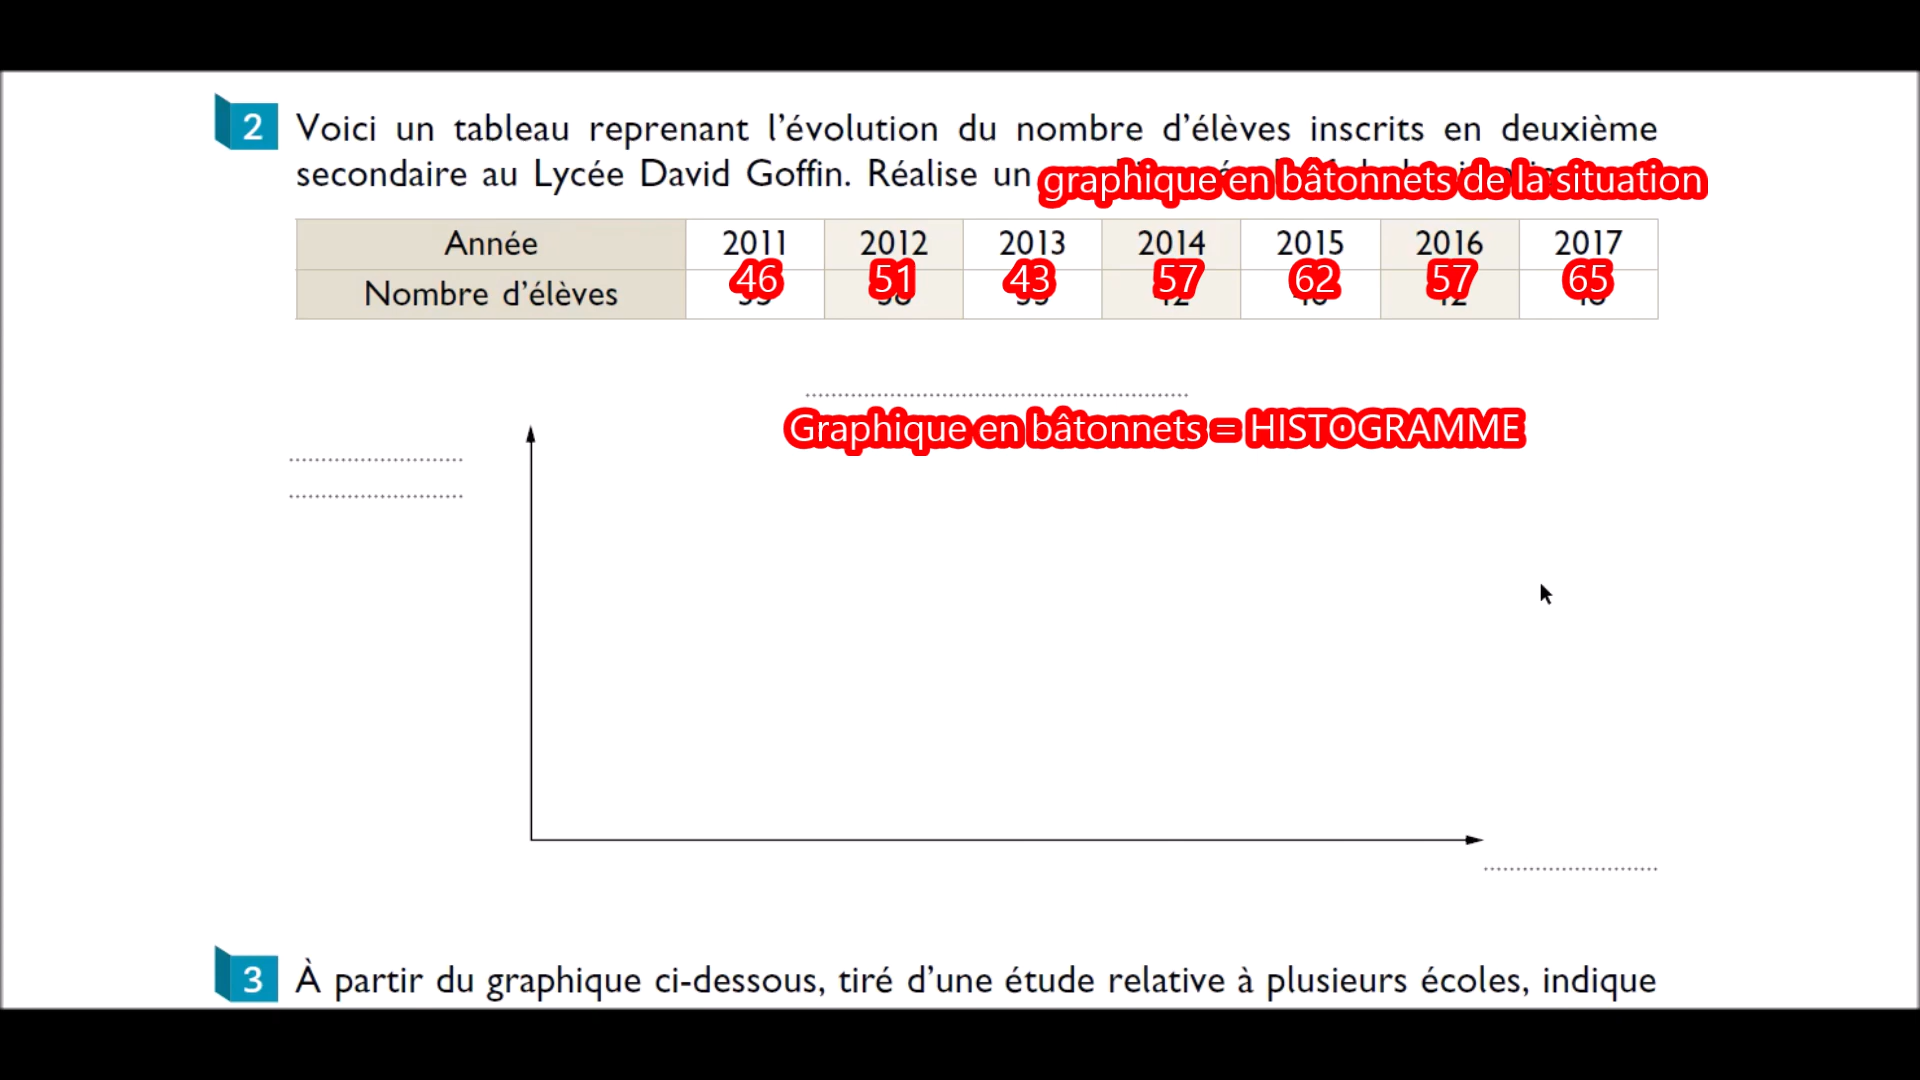 2 Voici un tableau reprenant l’évolution du nombre d’élèves inscrits en deuxième
secondaire au Lycée David Goffin. Réalise un graphique en bâtonnets de la situation
Année 2011 2012 2013 2014 2015 2016 2017
Nombre d’élèves 46 51 43 57 62 57 65
Graphique en bâtonnets = HISTOGRAMME
3 À partir du graphique ci-dessous, tiré d’une étude relative à plusieurs écoles, indique